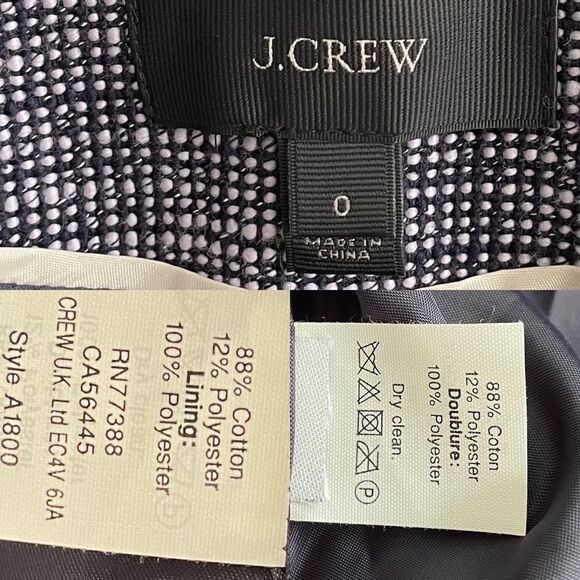 J.CREW
0
MADE IN
CHINA
88% Cotton
12% Polyester
Lining:
100% Polyester
RN77388
CA56445
CREW U.K. Ltd EC4V 6JA
Style A1800
88% Coton
12% Polyester
Doublure:
100% Polyester
Dry clean.
P